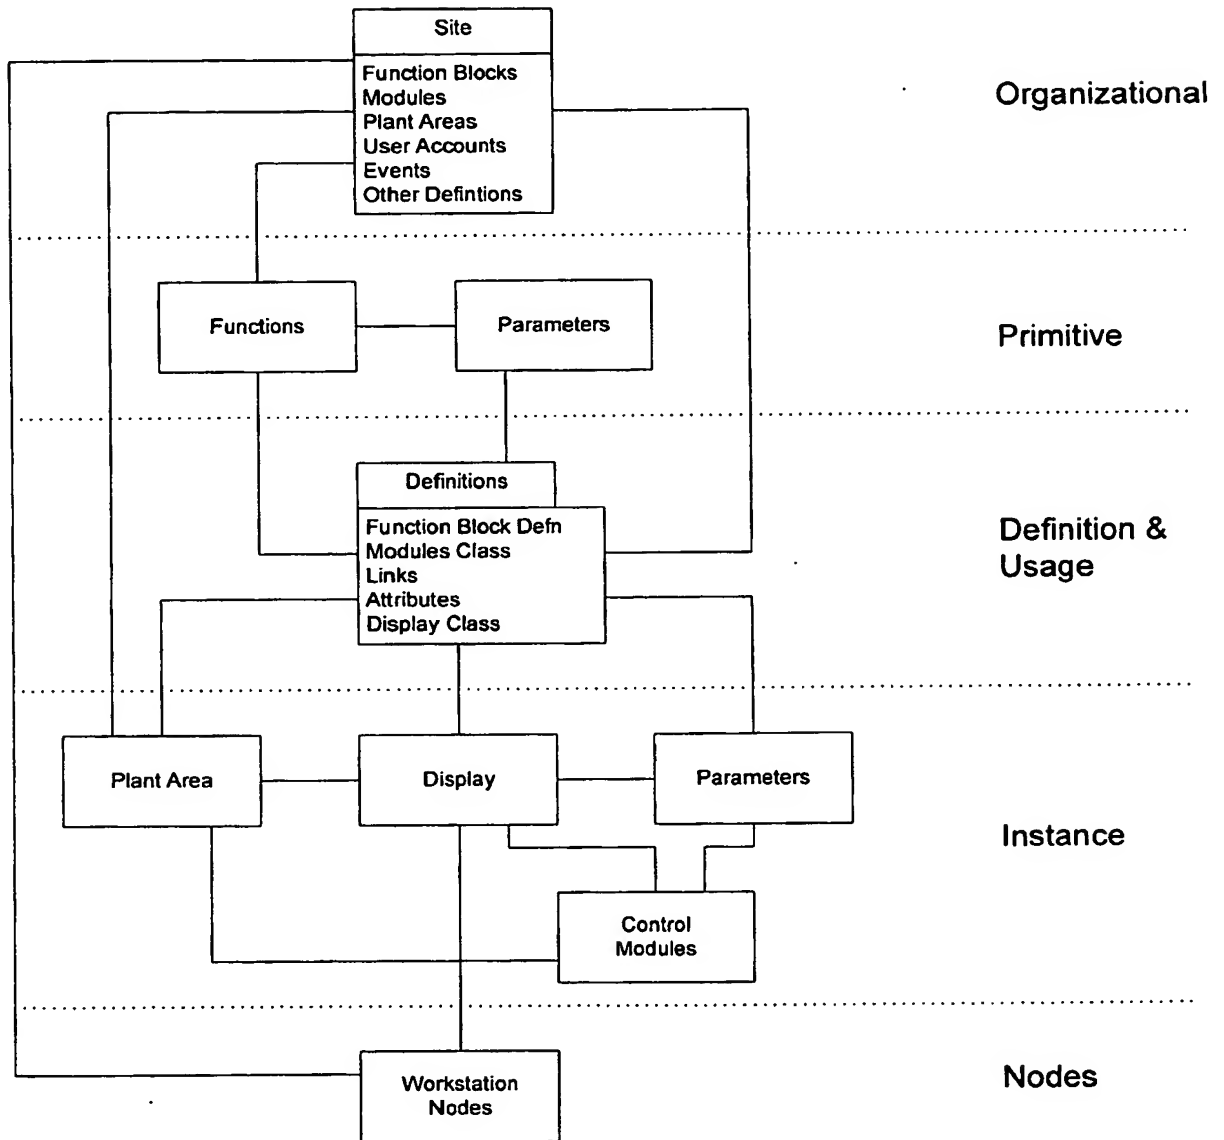 Site
Function Blocks
Modules
Plant Areas
User Accounts
Events
Other Defintions
Organizational
Functions
Parameters
Primitive
Definitions
Function Block Defn
Modules Class
Links
Attributes
Display Class
Definition &
Usage
Plant Area
Display
Parameters
Instance
Control
Modules
Workstation
Nodes
Nodes